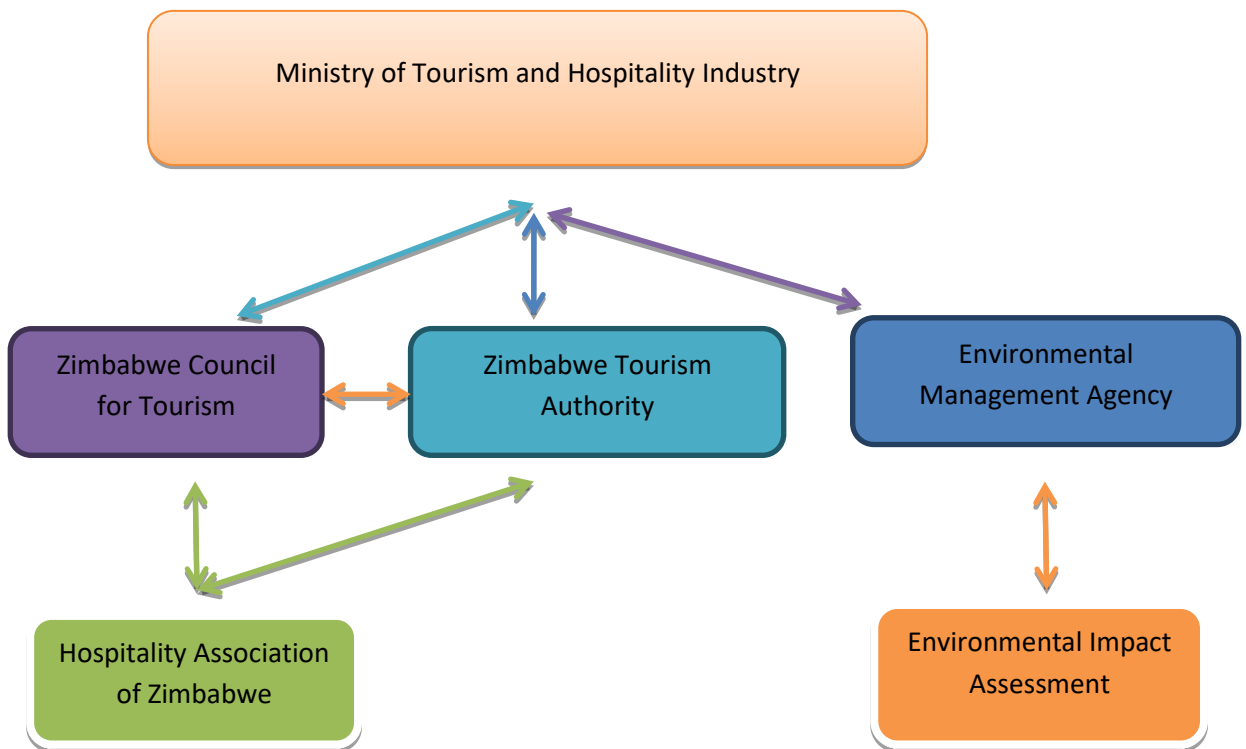 Ministry of Tourism and Hospitality Industry
Zimbabwe Council
for Tourism
Zimbabwe Tourism
Authority
Environmental
Management Agency
Hospitality Association
of Zimbabwe
Environmental Impact
Assessment